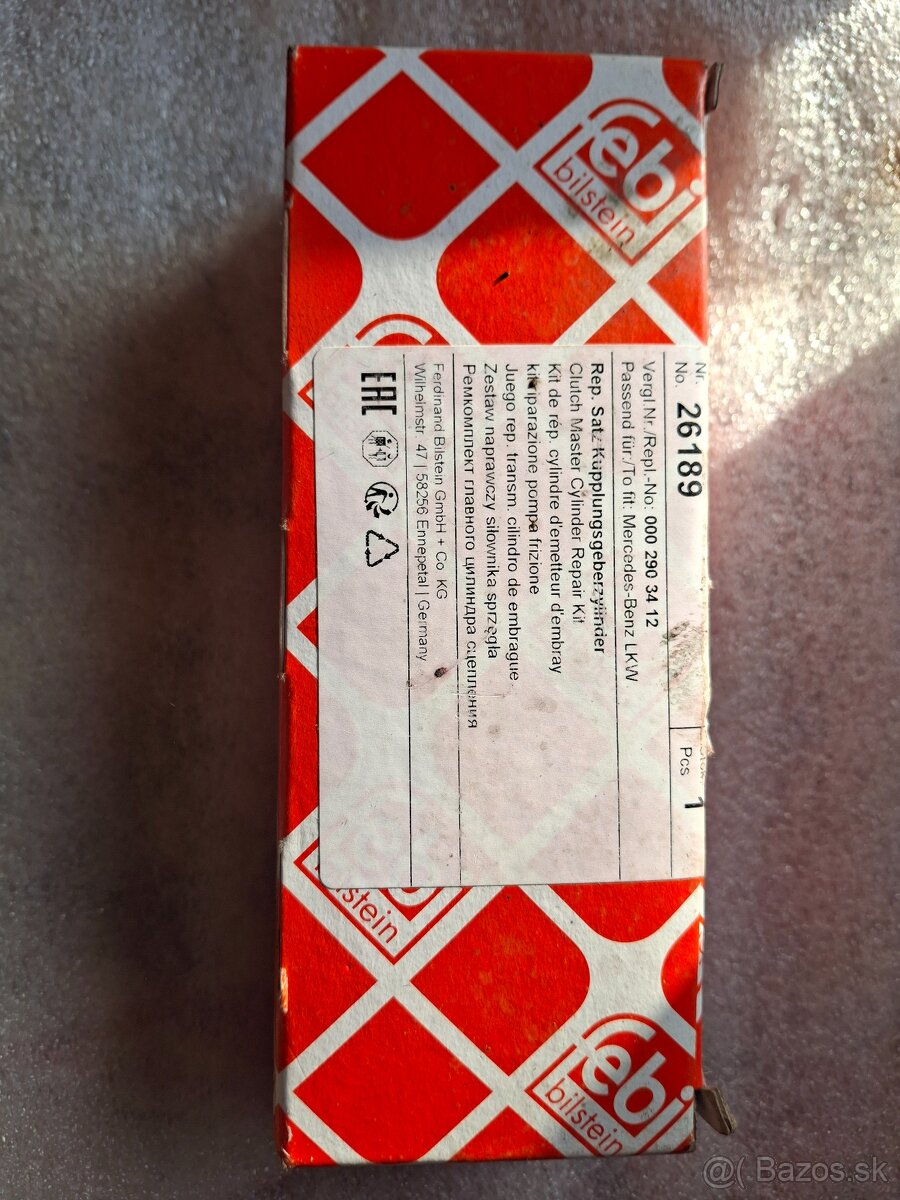 febi
bilstein
Nr.
No. 26189
Pcs 1
Vergl.Nr./Repl.-No: 000 290 34 12
Passend für:/To fit: Mercedes-Benz LKW
Rep. Satz Kupplungsgeberzylinder
Clutch Master Cylinder Repair Kit
Kit de rép. cylindre d'emetteur d'embray
kit riparazione pompa frizione
Juego rep. transm. cilindro de embrague
Zestaw naprawczy siłownika sprzęgła
Ремкомплект главного цилиндра сцепления
Ferdinand Bilstein GmbH + Co. KG
Wilhelmstr. 47 | 58256 Ennepetal | Germany
EAC
stein
febi
bilstein
@( Bazos.sk